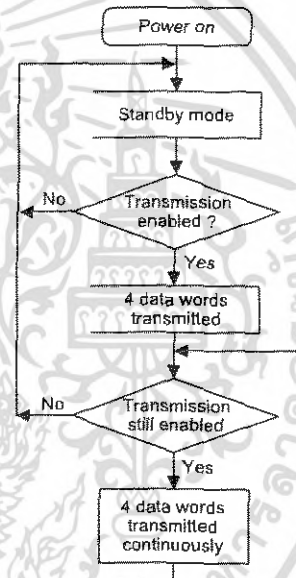 Power on
Standby mode
Transmission
enabled ?
No
Yes
4 data words
transmitted
Transmission
still enabled
No
Yes
4 data words
transmitted
continuously